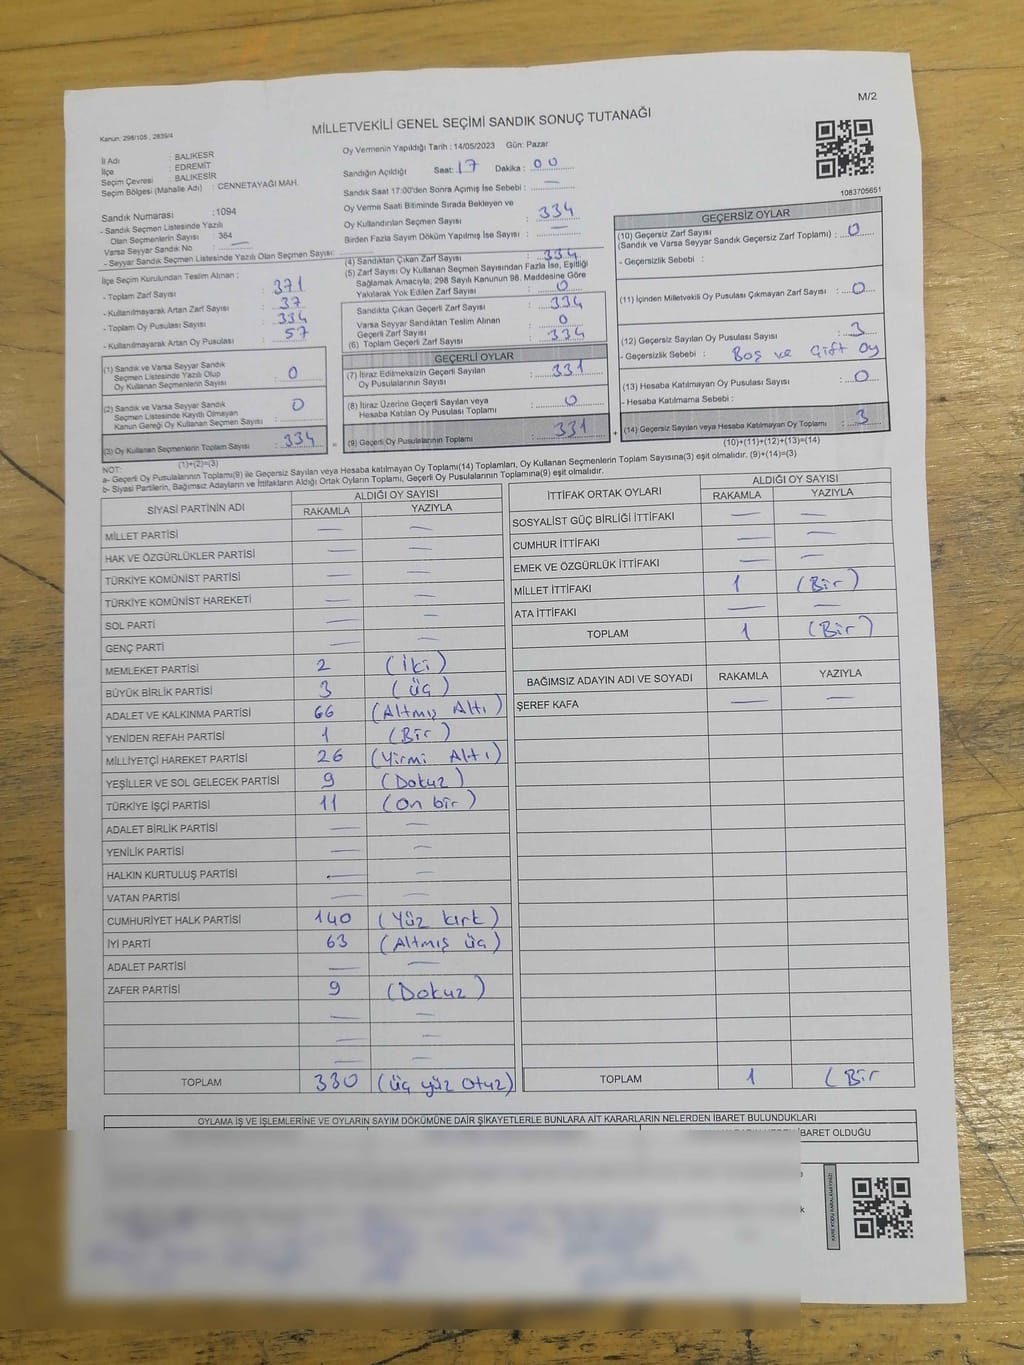 M/2
Kanun: 298/105 , 2839/4
MİLLETVEKİLİ GENEL SEÇİMİ SANDIK SONUÇ TUTANAĞI
İl Adı : BALIKESR
İlçe : EDREMİT
Seçim Çevresi : BALIKESİR
Seçim Bölgesi (Mahalle Adı) : CENNETAYAĞI MAH.
Sandık Numarası : 1094
- Sandık Seçmen Listesinde Yazılı
Olan Seçmenlerin Sayısı : 364
Varsa Seyyar Sandık No : —
- Seyyar Sandık Seçmen Listesinde Yazılı Olan Seçmen Sayısı:
İlçe Seçim Kurulundan Teslim Alınan :
- Toplam Zarf Sayısı : 371
- Kullanılmayarak Artan Zarf Sayısı : 37
- Toplam Oy Pusulası Sayısı : 334
- Kullanılmayarak Artan Oy Pusulası : 57
(1) Sandık ve Varsa Seyyar Sandık
Seçmen Listesinde Yazılı Olup
Oy Kullanan Seçmenlerin Sayısı : 0
(2) Sandık ve Varsa Seyyar Sandık
Seçmen Listesinde Kayıtlı Olmayan
Kanun Gereği Oy Kullanan Seçmen Sayısı : 0
(3) Oy Kullanan Seçmenlerin Toplam Sayısı : 334
(1)+(2)=(3)
Oy Vermenin Yapıldığı Tarih : 14/05/2023 Gün: Pazar
Sandığın Açıldığı Saat: 17 Dakika : 00
Sandık Saat 17:00'den Sonra Açımış İse Sebebi : —
Oy Verme Saati Bitiminde Sırada Bekleyen ve
Oy Kullandırılan Seçmen Sayısı : 334
Birden Fazla Sayım Döküm Yapılmış İse Sayısı : —
(4) Sandıktan Çıkan Zarf Sayısı : 334
(5) Zarf Sayısı Oy Kullanan Seçmen Sayısından Fazla İse, Eşitliği
Sağlamak Amacıyla; 298 Sayılı Kanunun 98. Maddesine Göre
Yakılarak Yok Edilen Zarf Sayısı : 0
Sandıkta Çıkan Geçerli Zarf Sayısı : 334
Varsa Seyyar Sandıktan Teslim Alınan
Geçerli Zarf Sayısı : 0
(6) Toplam Geçerli Zarf Sayısı : 334
GEÇERLİ OYLAR
(7) İtiraz Edilmeksizin Geçerli Sayılan
Oy Pusulalarının Sayısı : 331
(8) İtiraz Üzerine Geçerli Sayılan veya
Hesaba Katılan Oy Pusulası Toplamı : 0
= (9) Geçerli Oy Pusulalarının Toplamı : 331
1083705651
GEÇERSİZ OYLAR
(10) Geçersiz Zarf Sayısı
(Sandık ve Varsa Seyyar Sandık Geçersiz Zarf Toplamı) : 0
- Geçersizlik Sebebi :
(11) İçinden Milletvekili Oy Pusulası Çıkmayan Zarf Sayısı : 0
(12) Geçersiz Sayılan Oy Pusulası Sayısı : 3
- Geçersizlik Sebebi : Boş ve Çift Oy
(13) Hesaba Katılmayan Oy Pusulası Sayısı : 0
- Hesaba Katılmama Sebebi :
+ (14) Geçersiz Sayılan veya Hesaba Katılmayan Oy Toplamı : 3
(10)+(11)+(12)+(13)=(14)
NOT:
a- Geçerli Oy Pusulalarının Toplamı(9) ile Geçersiz Sayılan veya Hesaba katılmayan Oy Toplamı(14) Toplamları, Oy Kullanan Seçmenlerin Toplam Sayısına(3) eşit olmalıdır. (9)+(14)=(3)
b- Siyasi Partilerin, Bağımsız Adayların ve İttifakların Aldığı Ortak Oyların Toplamı, Geçerli Oy Pusulalarının Toplamına(9) eşit olmalıdır.
SİYASİ PARTİNİN ADI ALDIĞI OY SAYISI
RAKAMLA YAZIYLA
MİLLET PARTİSİ — —
HAK VE ÖZGÜRLÜKLER PARTİSİ — —
TÜRKİYE KOMÜNİST PARTİSİ — —
TÜRKİYE KOMÜNİST HAREKETİ — —
SOL PARTİ — —
GENÇ PARTİ — —
MEMLEKET PARTİSİ 2 (İki)
BÜYÜK BİRLİK PARTİSİ 3 (üç)
ADALET VE KALKINMA PARTİSİ 66 (Altmış Altı)
YENİDEN REFAH PARTİSİ 1 (Bir)
MİLLİYETÇİ HAREKET PARTİSİ 26 (Yirmi Altı)
YEŞİLLER VE SOL GELECEK PARTİSİ 9 (Dokuz)
TÜRKİYE İŞÇİ PARTİSİ 11 (on bir)
ADALET BİRLİK PARTİSİ — —
YENİLİK PARTİSİ — —
HALKIN KURTULUŞ PARTİSİ — —
VATAN PARTİSİ — —
CUMHURİYET HALK PARTİSİ 140 (Yüz kırk)
İYİ PARTİ 63 (Altmış üç)
ADALET PARTİSİ — —
ZAFER PARTİSİ 9 (Dokuz)
— —
— —
— —
TOPLAM 330 (üç yüz otuz)
İTTİFAK ORTAK OYLARI ALDIĞI OY SAYISI
RAKAMLA YAZIYLA
SOSYALİST GÜÇ BİRLİĞİ İTTİFAKI — —
CUMHUR İTTİFAKI — —
EMEK VE ÖZGÜRLÜK İTTİFAKI — —
MİLLET İTTİFAKI 1 (Bir)
ATA İTTİFAKI — —
TOPLAM 1 (Bir)
BAĞIMSIZ ADAYIN ADI VE SOYADI RAKAMLA YAZIYLA
ŞEREF KAFA — —
TOPLAM 1 (Bir
OYLAMA İŞ VE İŞLEMLERİNE VE OYLARIN SAYIM DÖKÜMÜNE DAİR ŞİKAYETLERLE BUNLARA AİT KARARLARIN NELERDEN İBARET BULUNDUKLARI
İBARET OLDUĞU